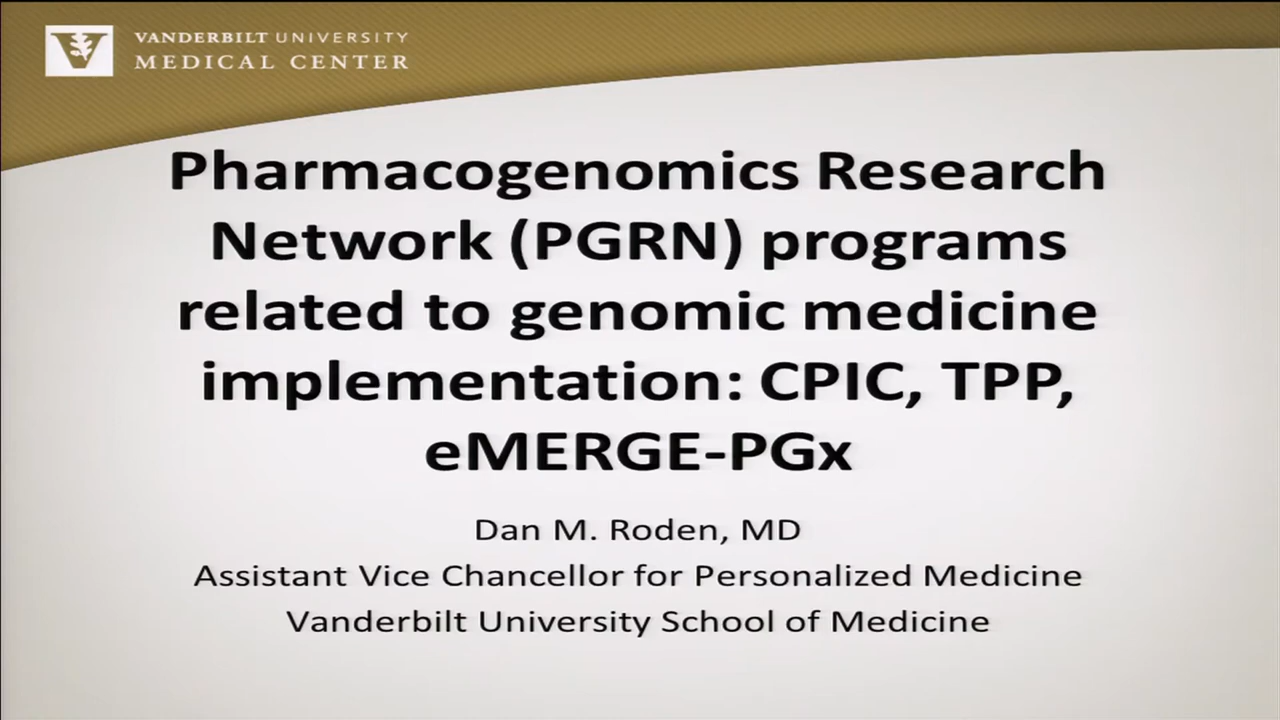 VANDERBILT UNIVERSITY
MEDICAL CENTER
Pharmacogenomics Research
Network (PGRN) programs
related to genomic medicine
implementation: CPIC, TPP,
eMERGE-PGx
Dan M. Roden, MD
Assistant Vice Chancellor for Personalized Medicine
Vanderbilt University School of Medicine